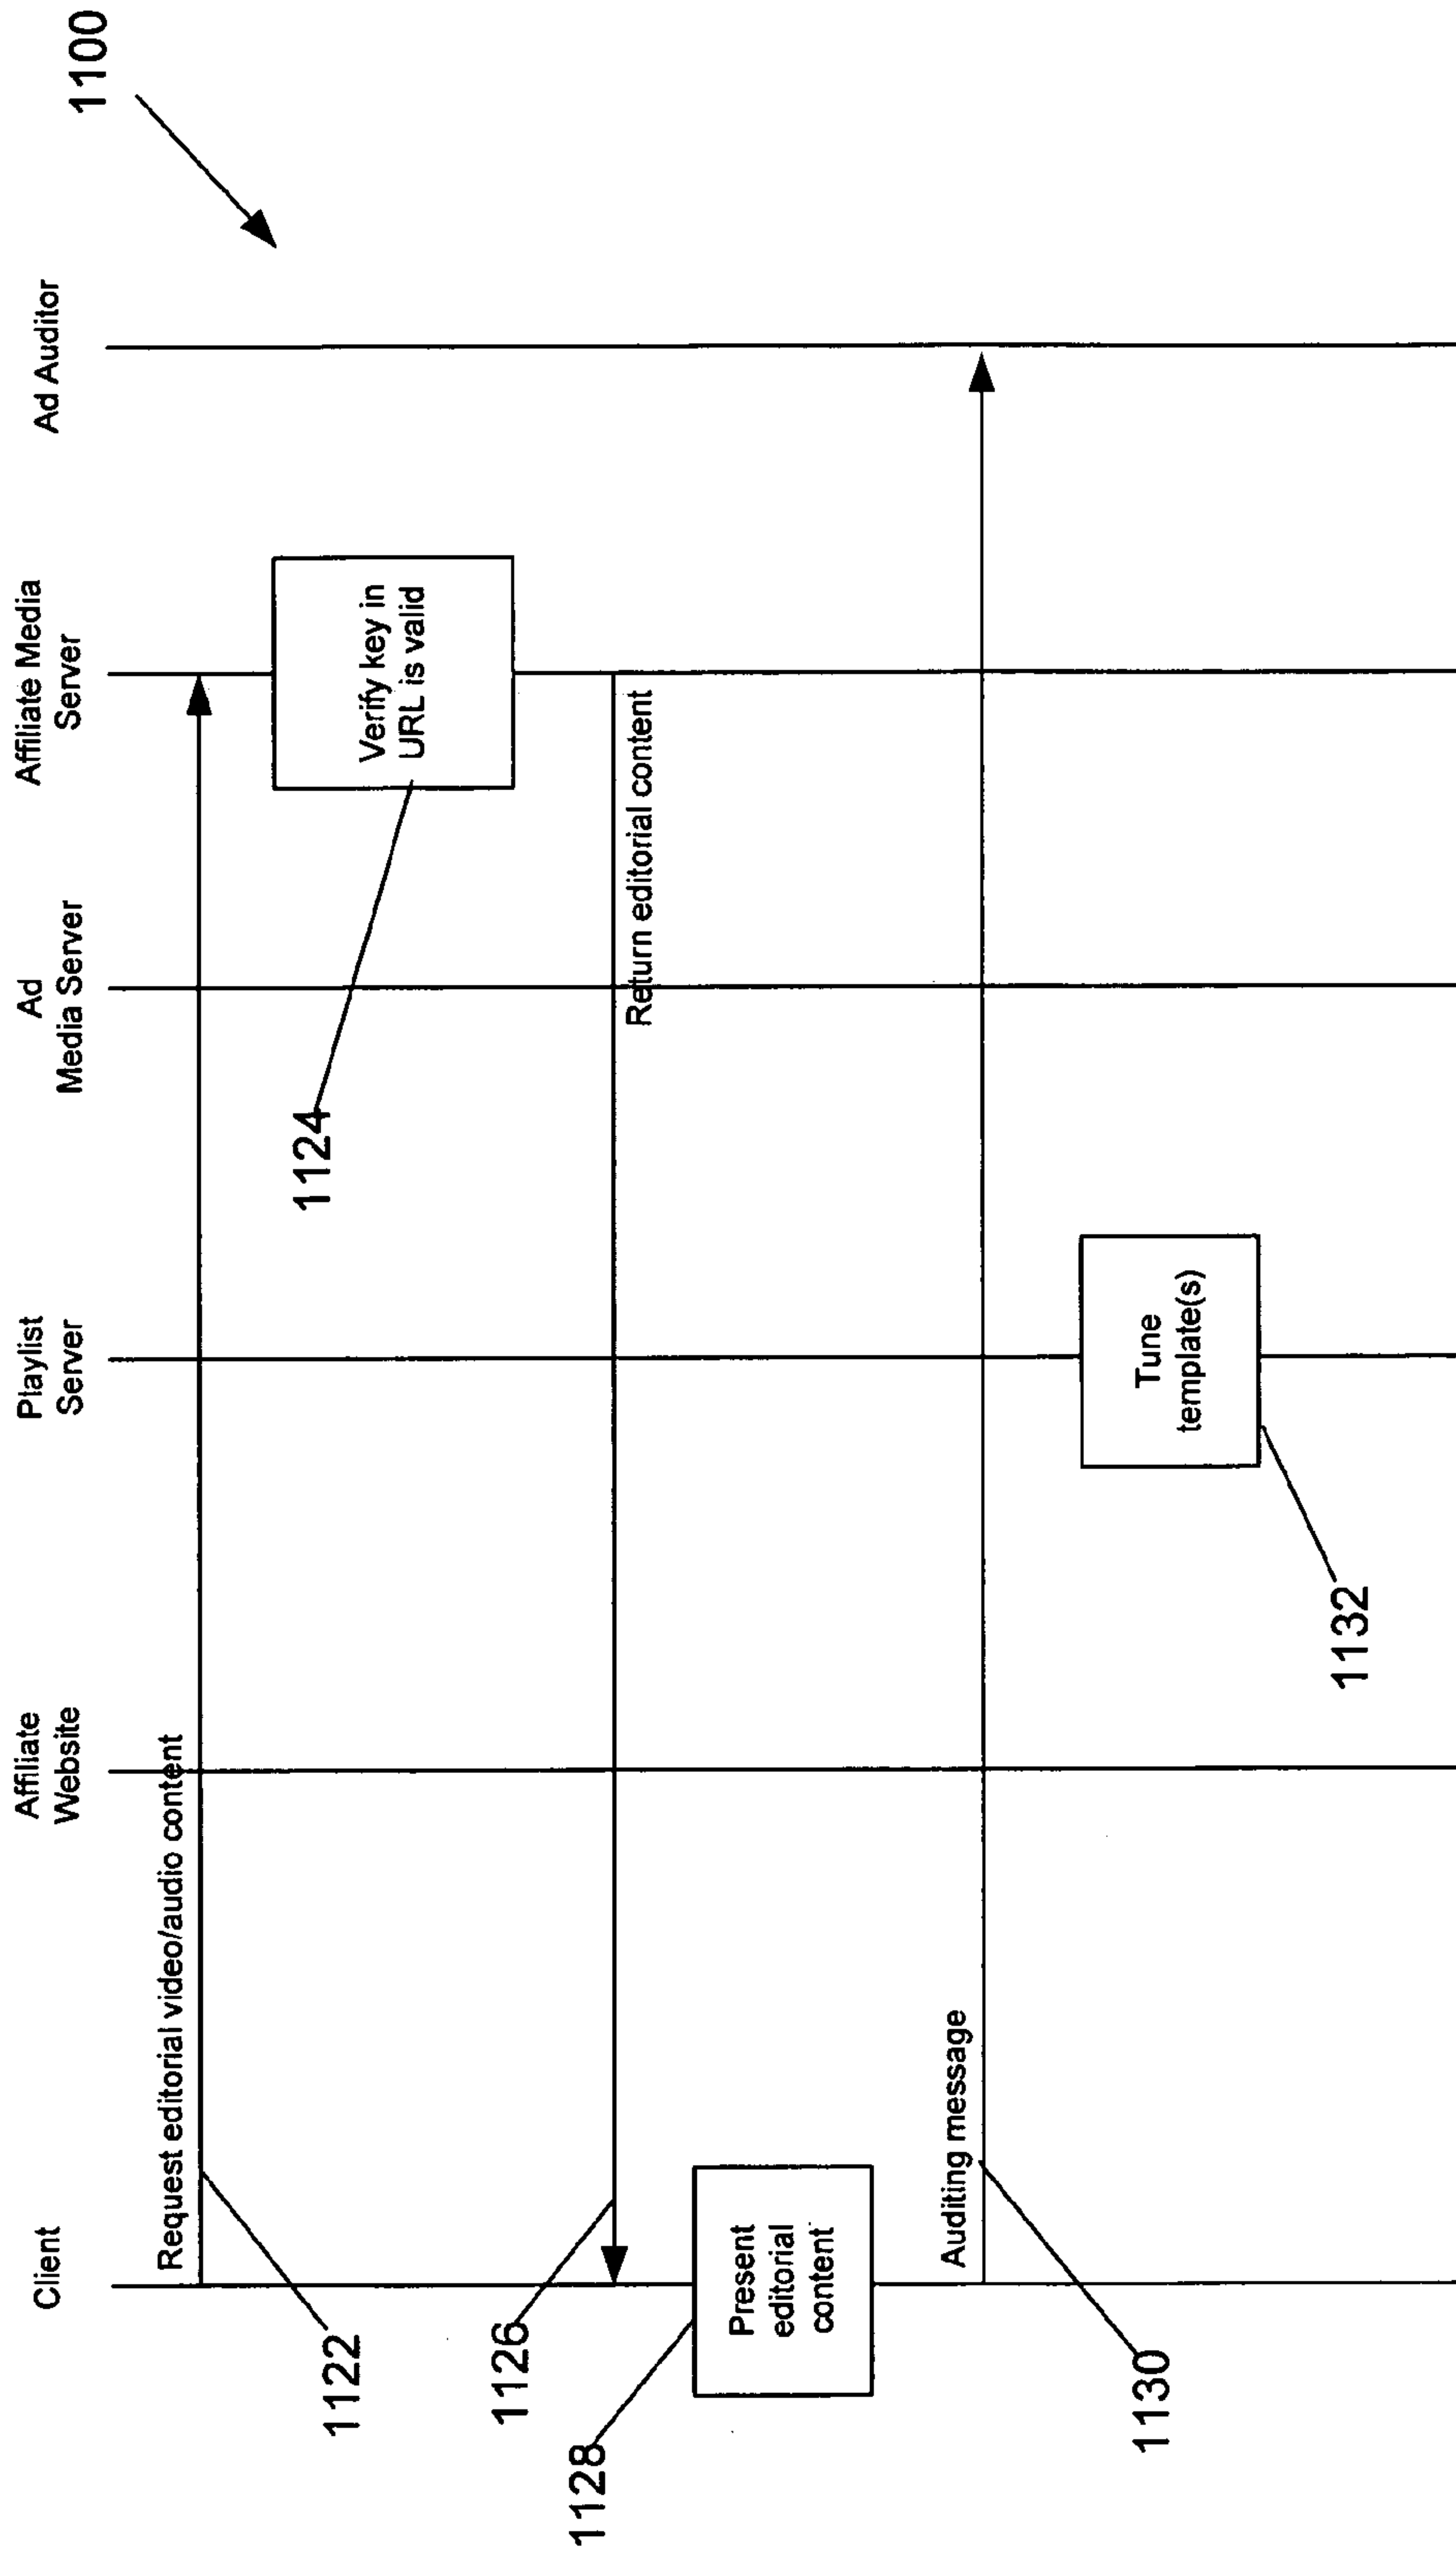 1100
Client
Affiliate
Website
Playlist
Server
Ad
Media Server
Affiliate Media
Server
Ad Auditor
Request editorial video/audio content
1122
Verify key in
URL is valid
1124
Return editorial content
1126
Present
editorial
content
1128
Auditing message
1130
Tune
template(s)
1132